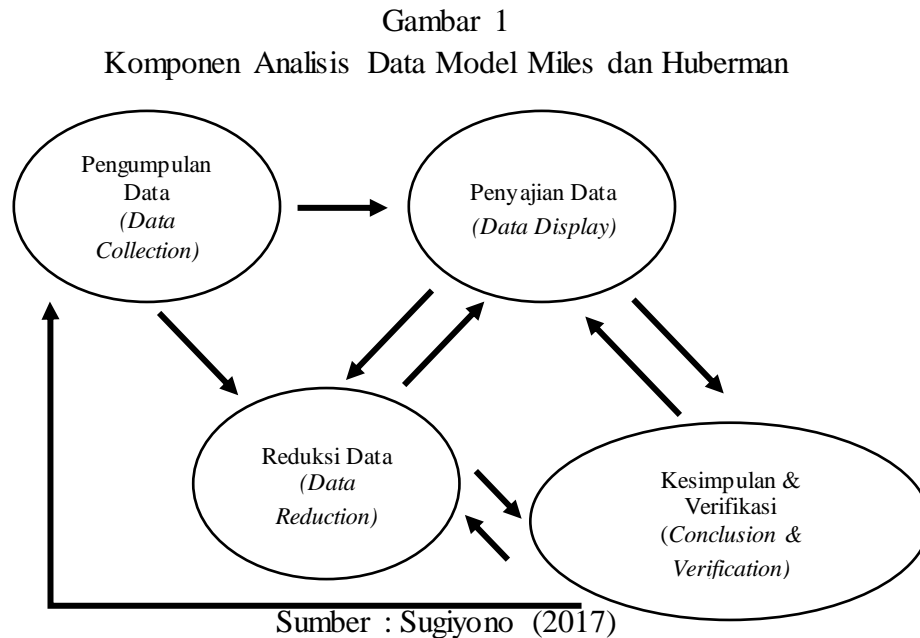 Gambar 1
Komponen Analisis Data Model Miles dan Huberman
Pengumpulan
Data
(Data
Collection)
Penyajian Data
(Data Display)
Reduksi Data
(Data
Reduction)
Kesimpulan &
Verifikasi
(Conclusion &
Verification)
Sumber : Sugiyono (2017)